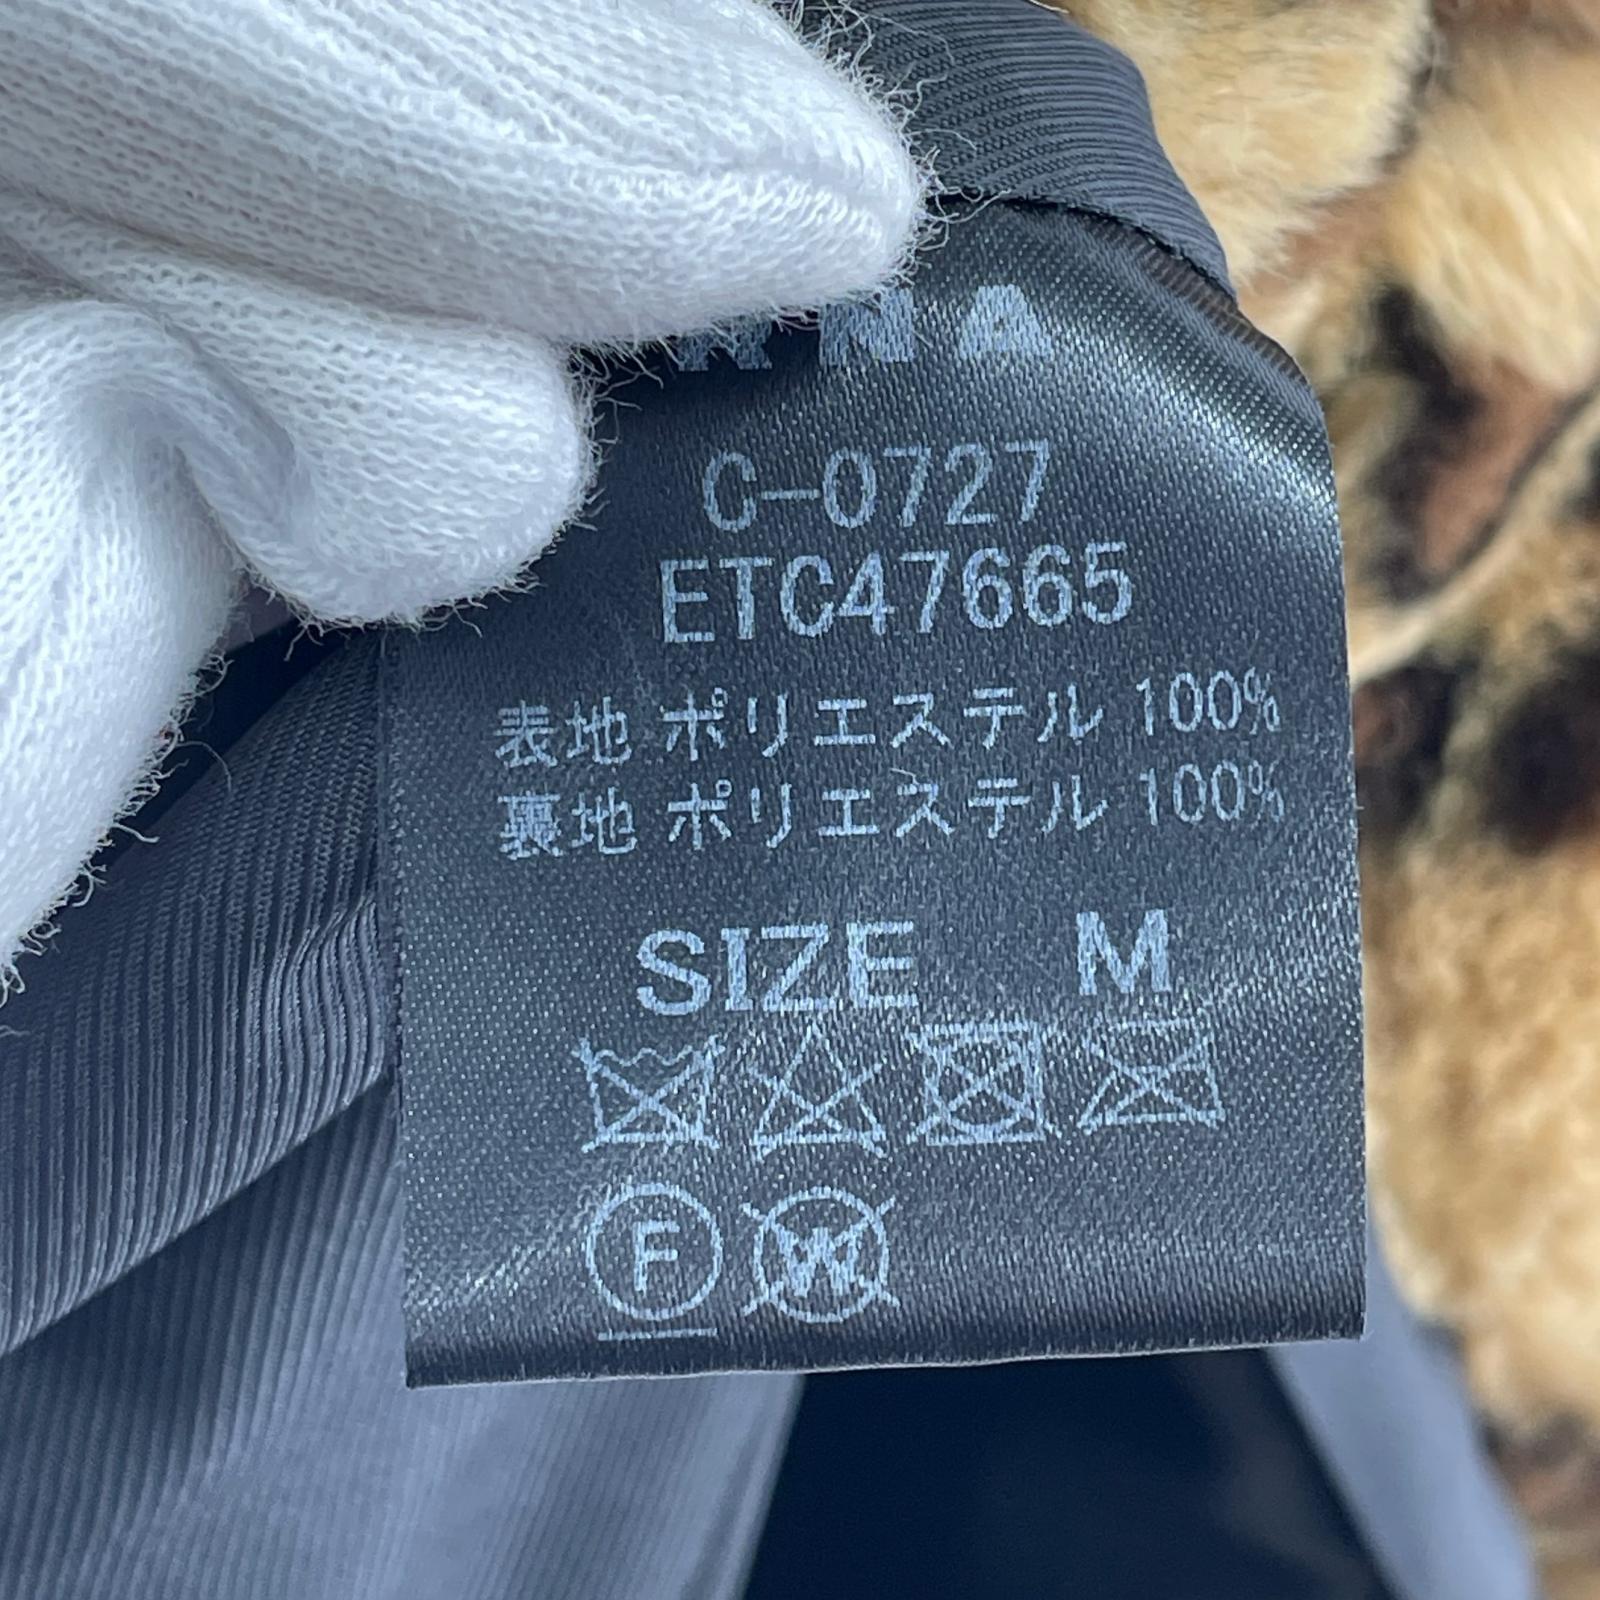 RNA
C-0727
ETC47665
表地 ポリエステル 100%
裏地 ポリエステル 100%
SIZE M
F W